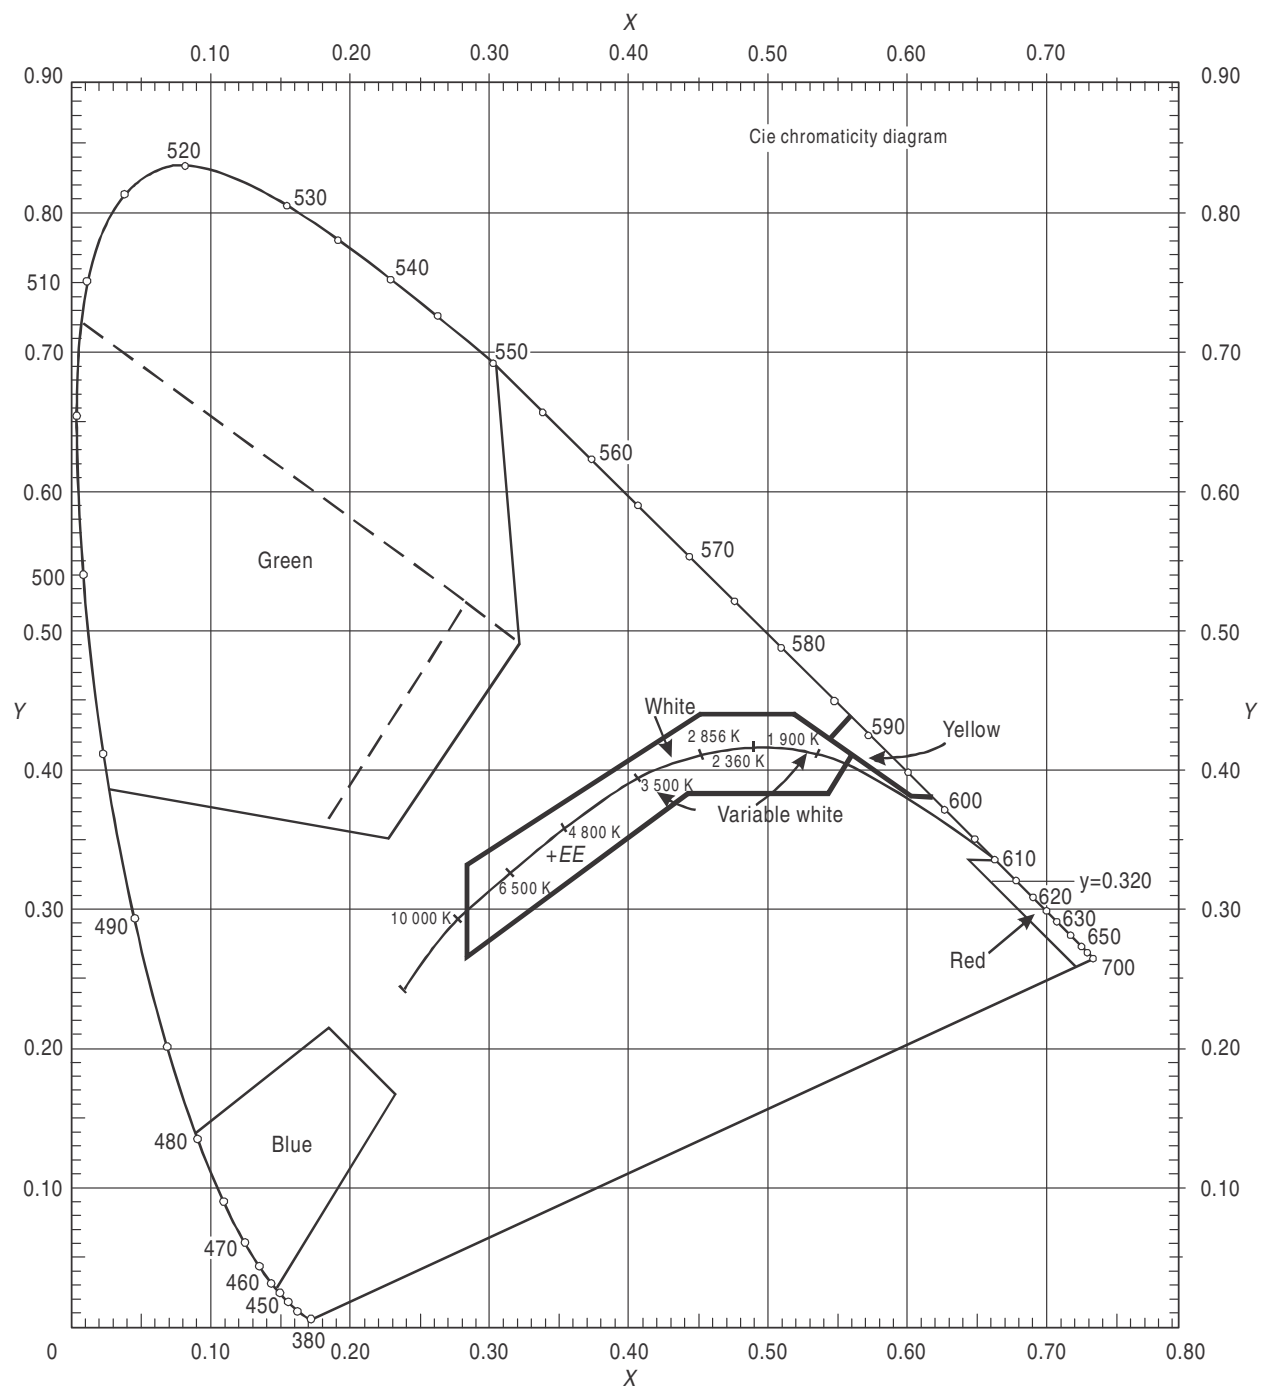 X
0.10 0.20 0.30 0.40 0.50 0.60 0.70
0.90 0.90
Cie chromaticity diagram
520
530
0.80 0.80
540
510
550
0.70 0.70
560
0.60 0.60
570
Green
500
0.50 0.50
580
White
Y Y
590
2 856 K 1 900 K Yellow
2 360 K
0.40 0.40
3 500 K
600
Variable white
4 800 K
+EE 610
y=0.320
6 500 K
620
0.30 10 000 K 630 0.30
490
650
Red
700
0.20 0.20
480 Blue
0.10 0.10
470
460
450
380
0 0.10 0.20 0.30 0.40 0.50 0.60 0.70 0.80
X